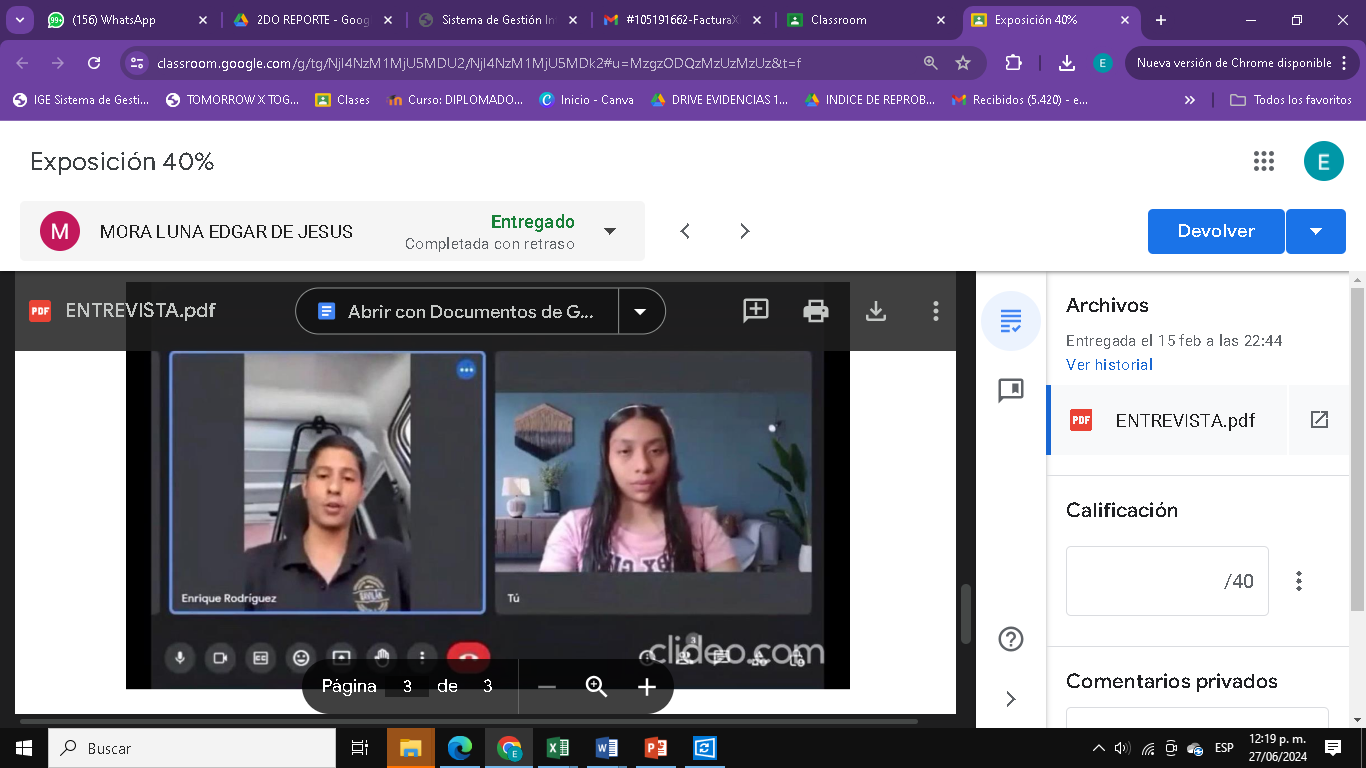 (156) WhatsApp
2DO REPORTE - Goog
Sistema de Gestión In
#105191662-FacturaX
Classroom
Exposición 40%
classroom.google.com/g/tg/NjI4NzM1MjU5MDU2/NjI4NzM1MjU5MDk2#u=MzgzODQzMzUzMzUz&t=f
E
Nueva versión de Chrome disponible
IGE Sistema de Gesti...
TOMORROW X TOG...
Clases
Curso: DIPLOMADO...
Inicio - Canva
DRIVE EVIDENCIAS 1...
INDICE DE REPROB...
Recibidos (5.420) - e...
Todos los favoritos
Exposición 40%
E
M
MORA LUNA EDGAR DE JESUS
Entregado
Completada con retraso
Devolver
PDF
ENTREVISTA.pdf
Abrir con Documentos de G...
Enrique Rodríguez
Tú
3
clideo.com
Página 3 de 3
Archivos
Entregada el 15 feb a las 22:44
Ver historial
PDF
ENTREVISTA.pdf
Calificación
/40
Comentarios privados
Buscar
ESP
12:19 p. m.
27/06/2024